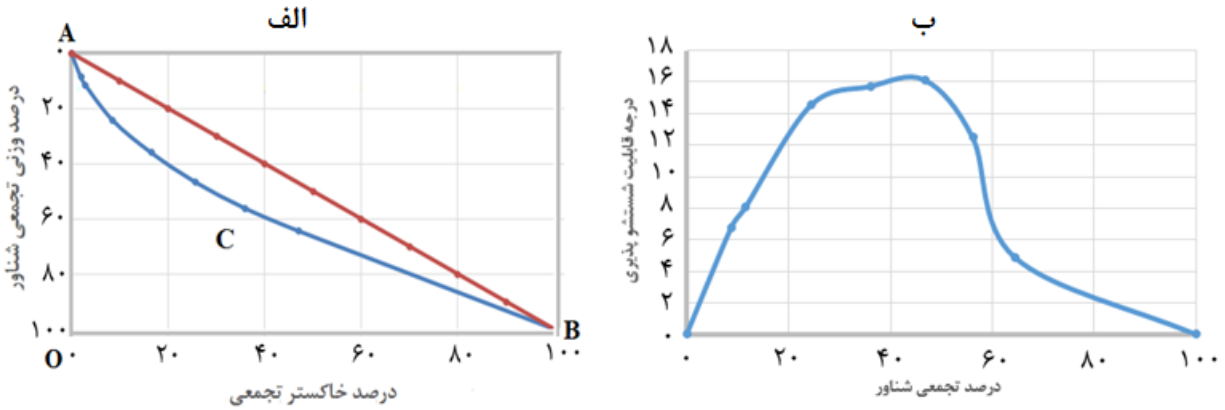 الف
A
۰
۲۰
۴۰
۶۰
۸۰
۱۰۰
درصد وزنی تجمعی شناور
C
B
O
۰ ۲۰ ۴۰ ۶۰ ۸۰ ۱۰۰
درصد خاکستر تجمعی
ب
۱۸
۱۶
۱۴
۱۲
۱۰
۸
۶
۴
۲
۰
درجه قابلیت شستشو پذیری
۰ ۲۰ ۴۰ ۶۰ ۸۰ ۱۰۰
درصد تجمعی شناور